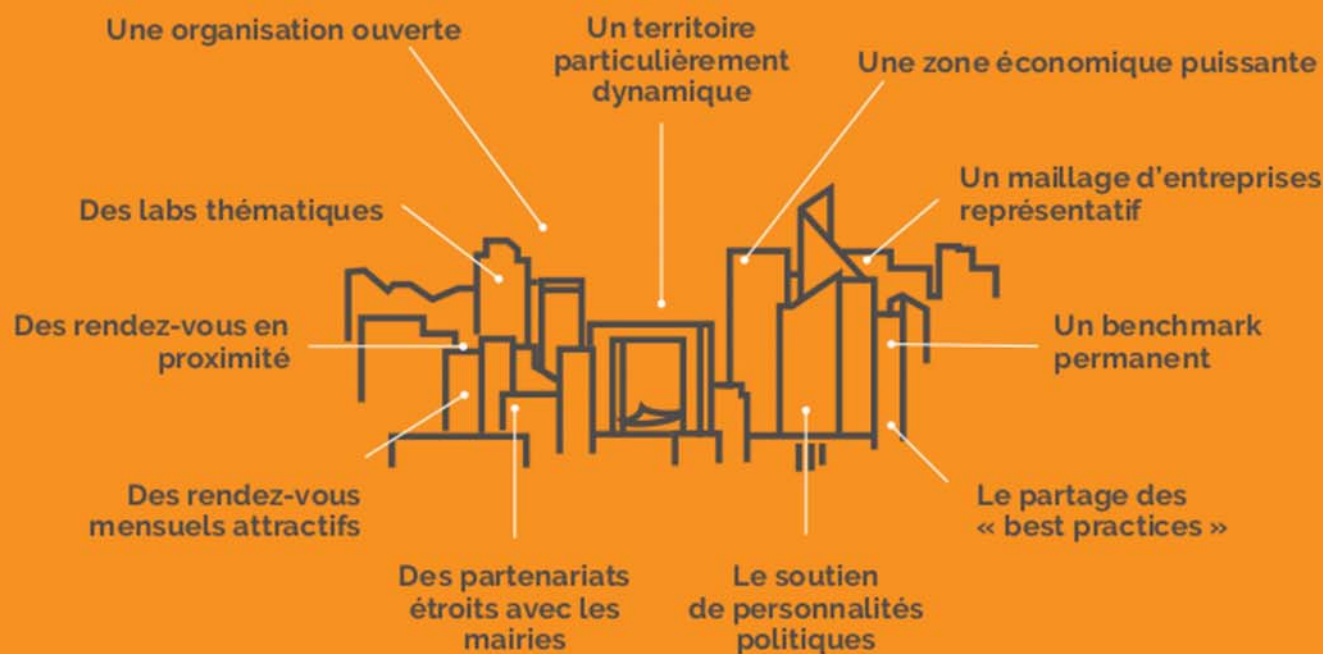 Une organisation ouverte
Un territoire
particulièrement
dynamique
Une zone économique puissante
Des labs thématiques
Un maillage d'entreprises
représentatif
Des rendez-vous en
proximité
Un benchmark
permanent
Des rendez-vous
mensuels attractifs
Le partage des
« best practices »
Des partenariats
étroits avec les
mairies
Le soutien
de personnalités
politiques